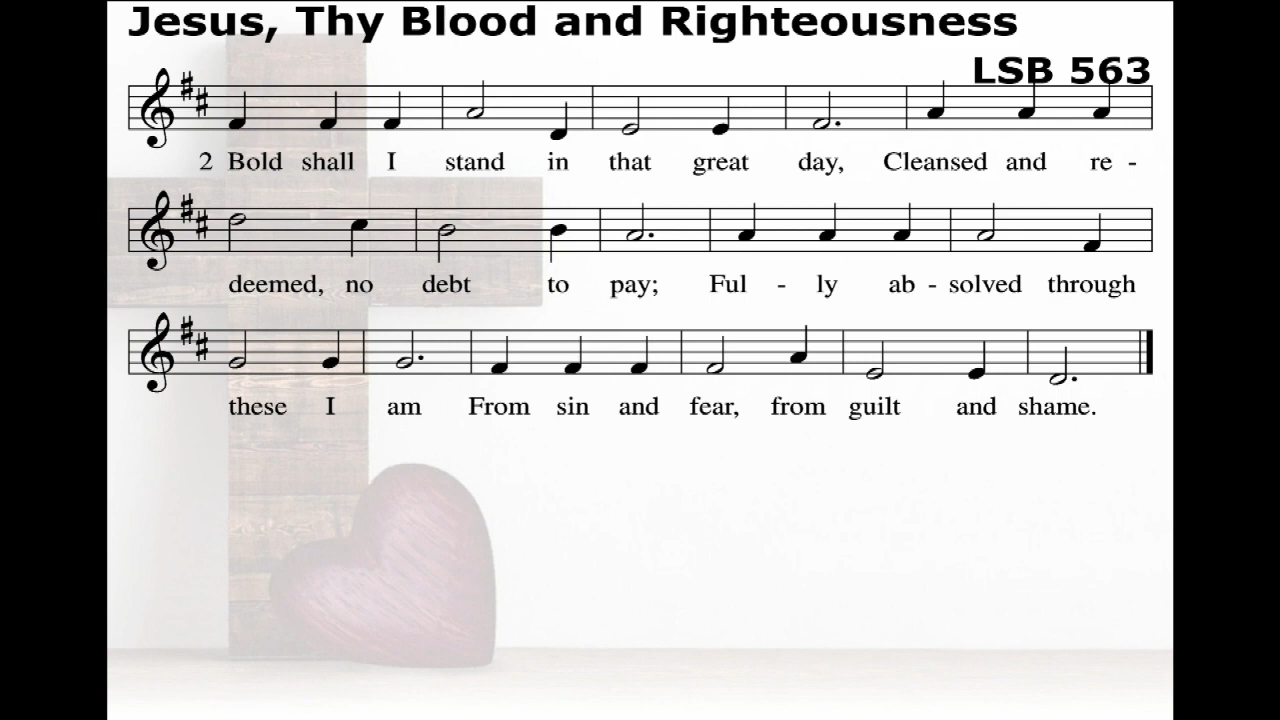 Jesus, Thy Blood and Righteousness
LSB 563
2 Bold shall I stand in that great day, Cleansed and re -
deemed, no debt to pay; Ful - ly ab - solved through
these I am From sin and fear, from guilt and shame.